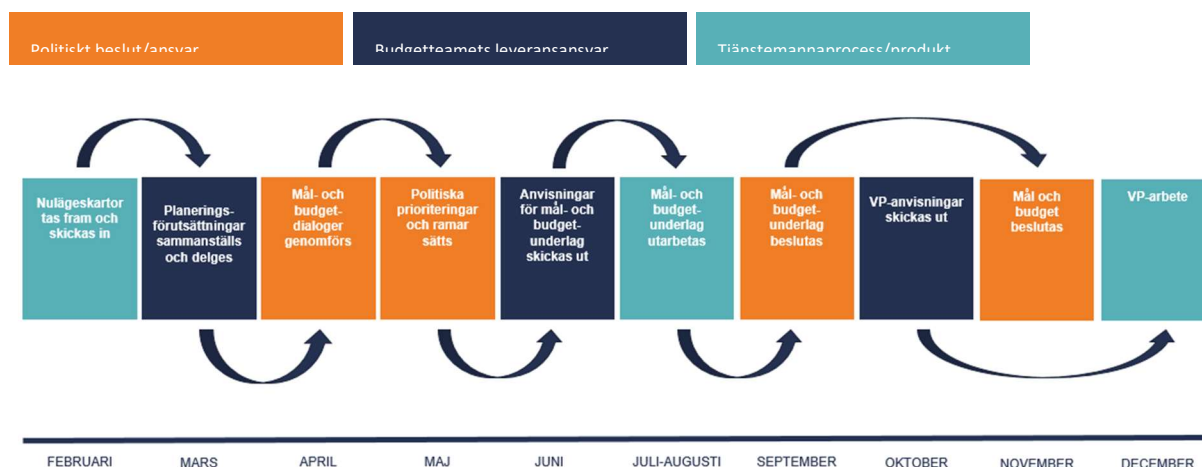 Politiskt beslut/ansvar
Budgetteamets leveransansvar
Tjänstemannaprocess/produkt
Nulägeskartor
tas fram och
skickas in
Planerings-
förutsättningar
sammanställs
och delges
Mål- och
budget-
dialoger
genomförs
Politiska
prioriteringar
och ramar
sätts
Anvisningar
för mål- och
budget-
underlag
skickas ut
Mål- och
budget-
underlag
utarbetas
Mål- och
budget-
underlag
beslutas
VP-anvisningar
skickas ut
Mål och
budget
beslutas
VP-arbete
FEBRUARI
MARS
APRIL
MAJ
JUNI
JULI-AUGUSTI
SEPTEMBER
OKTOBER
NOVEMBER
DECEMBER